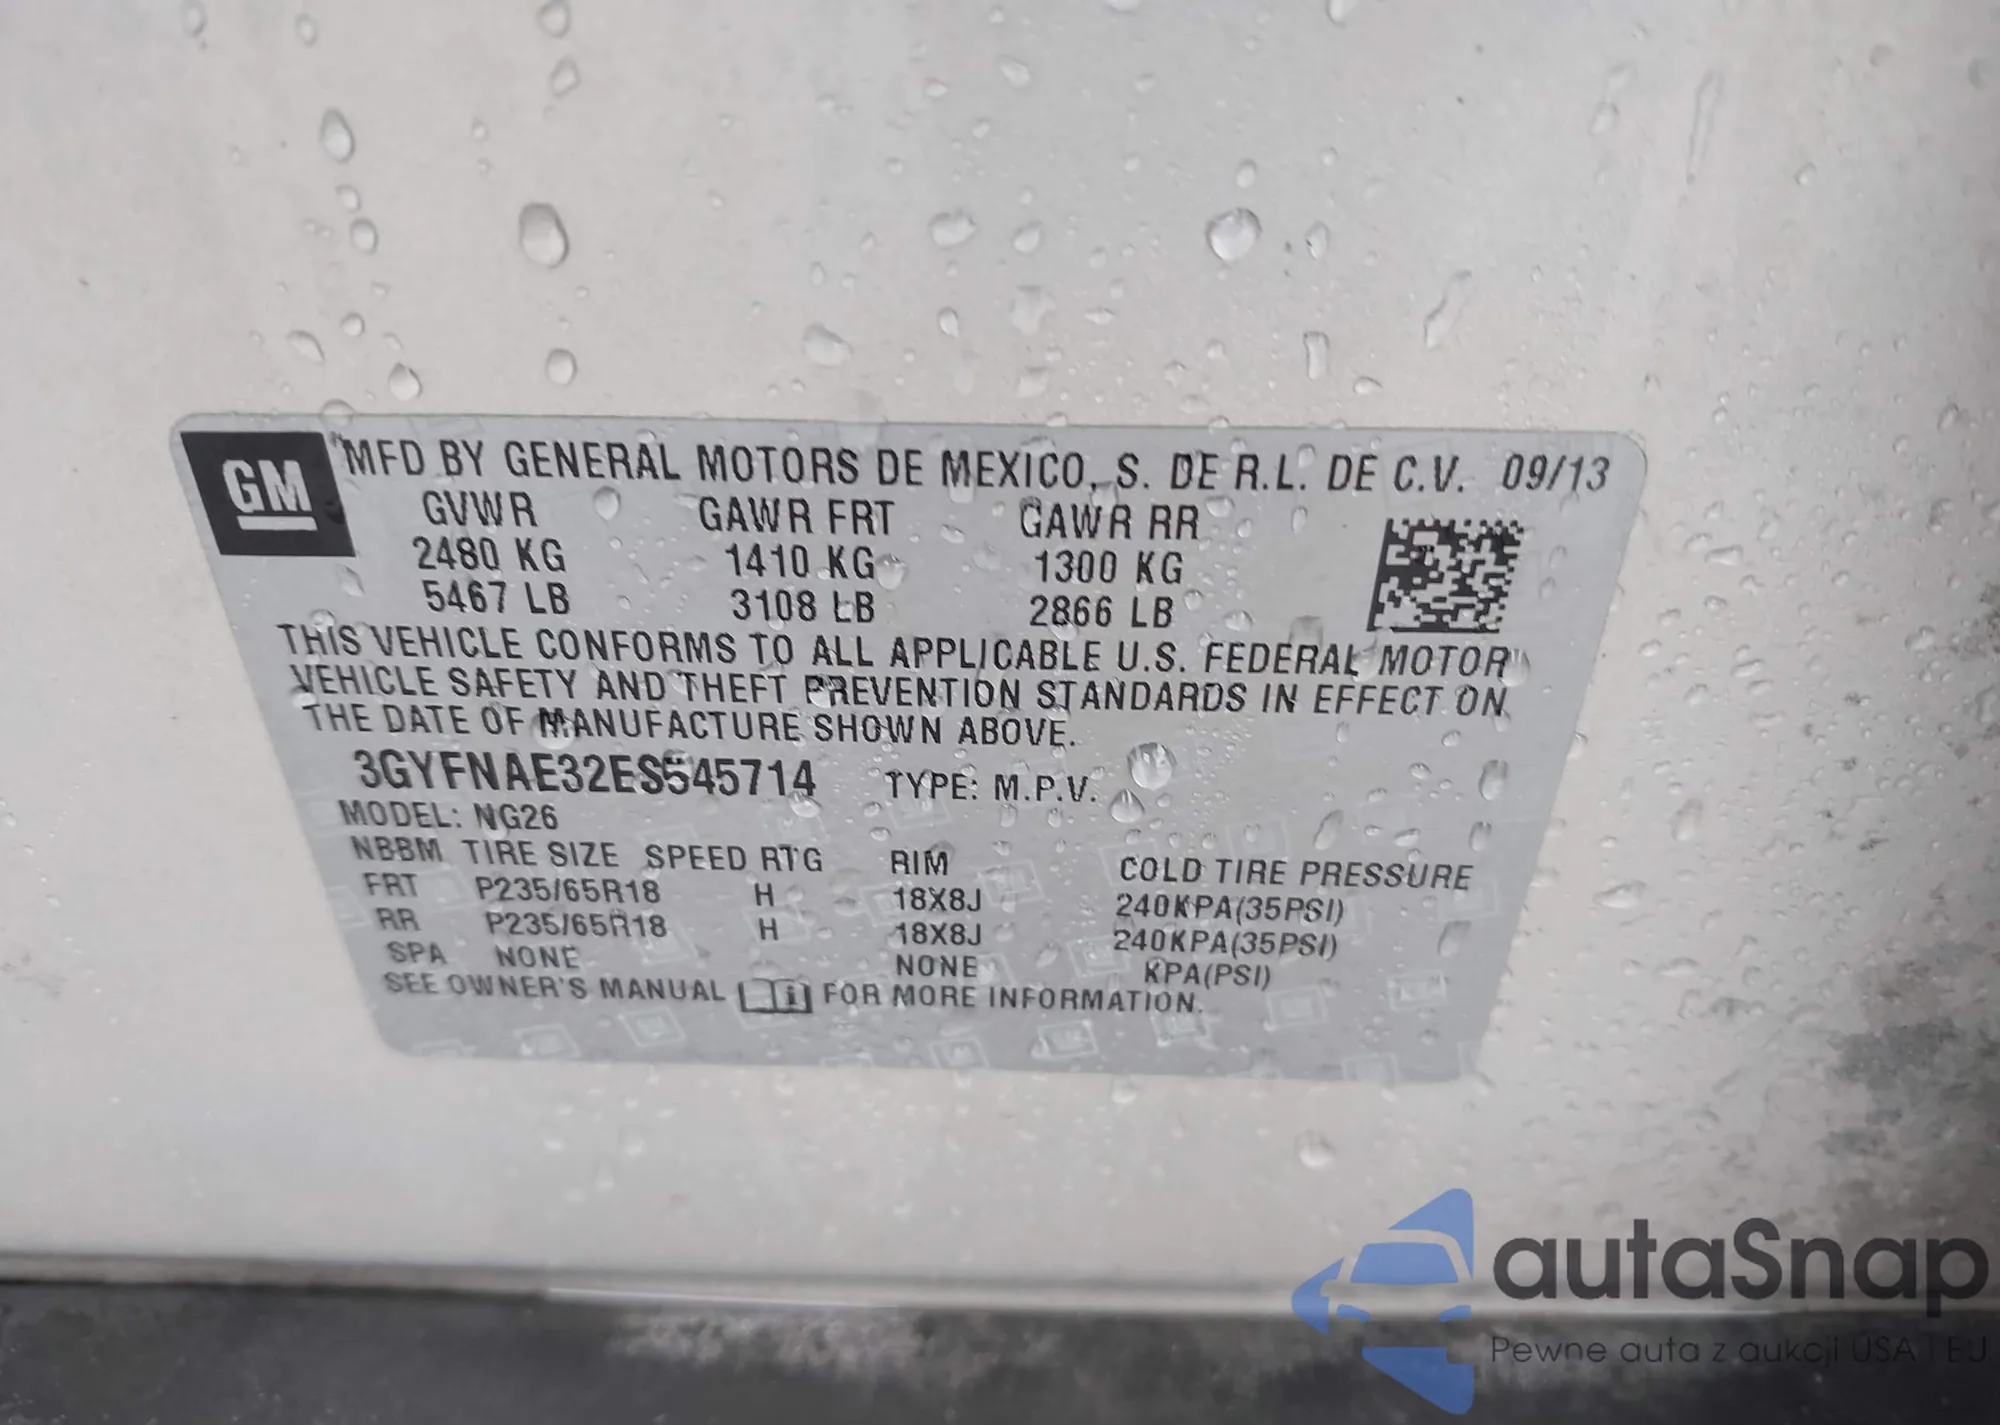 GM
MFD BY GENERAL MOTORS DE MEXICO, S. DE R.L. DE C.V. 09/13
GVWR GAWR FRT GAWR RR
2480 KG 1410 KG 1300 KG
5467 LB 3108 LB 2866 LB
THIS VEHICLE CONFORMS TO ALL APPLICABLE U.S. FEDERAL MOTOR
VEHICLE SAFETY AND THEFT PREVENTION STANDARDS IN EFFECT ON
THE DATE OF MANUFACTURE SHOWN ABOVE.
3GYFNAE32ES545714 TYPE: M.P.V.
MODEL: NG26
NBBM TIRE SIZE SPEED RTG RIM COLD TIRE PRESSURE
FRT P235/65R18 H 18X8J 240KPA(35PSI)
RR P235/65R18 H 18X8J 240KPA(35PSI)
SPA NONE NONE KPA(PSI)
SEE OWNER'S MANUAL FOR MORE INFORMATION.
autaSnap
Pewne auta z aukcji USA i EU